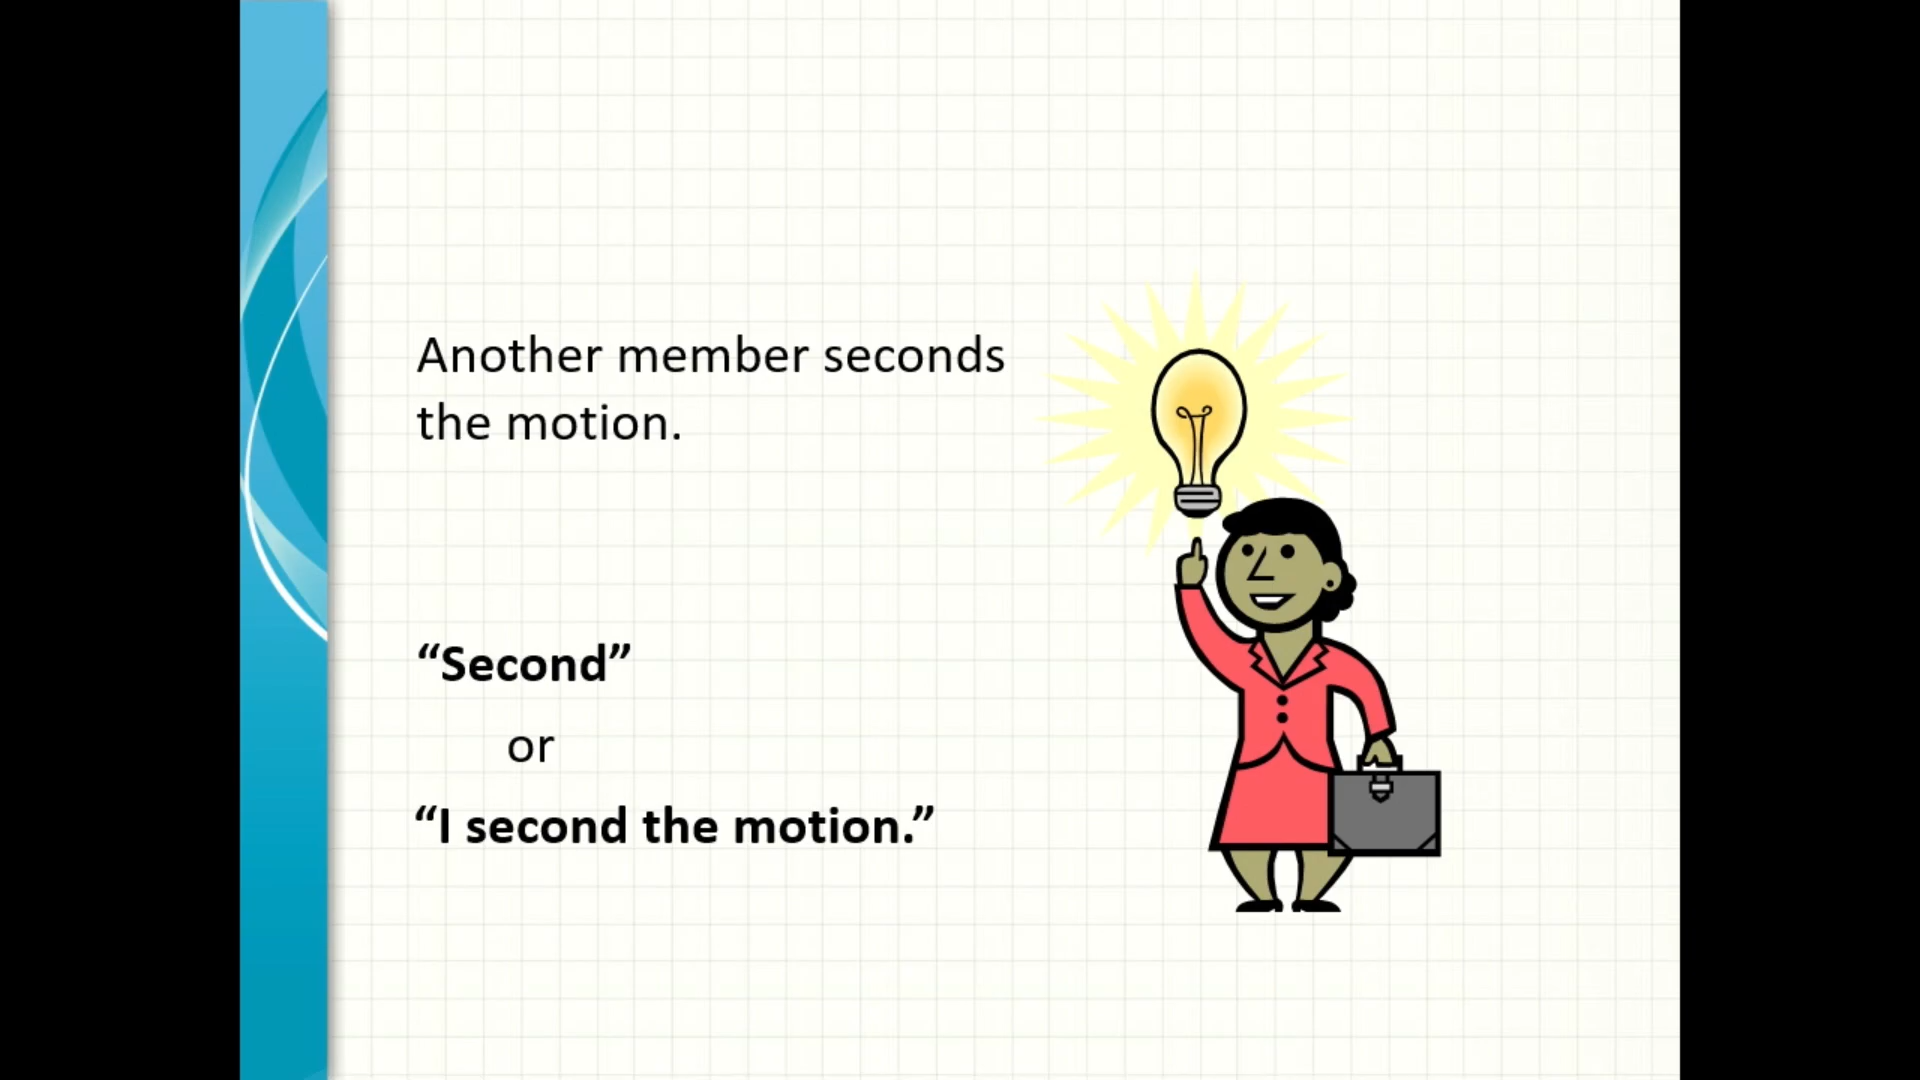 Another member seconds
the motion.
“Second”
or
“I second the motion.”